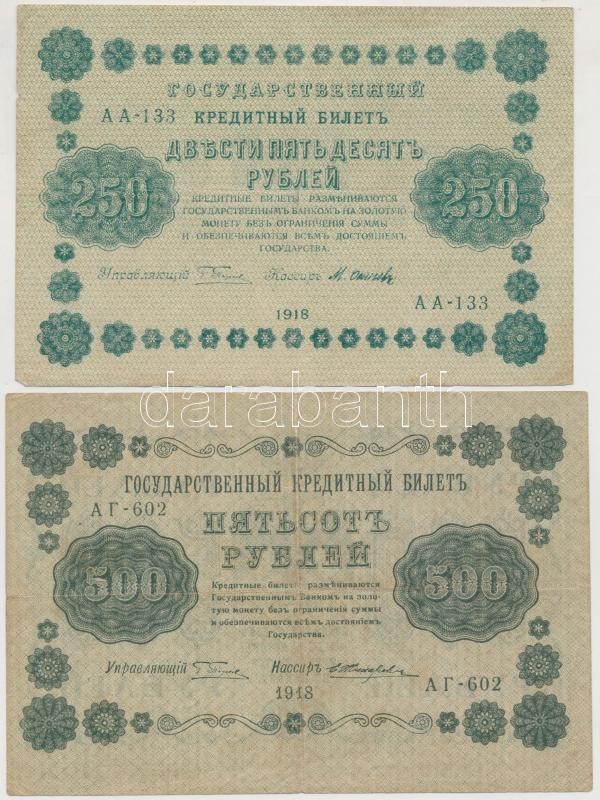 ГОСУДАРСТВЕННЫЙ
АА-133 КРЕДИТНЫЙ БИЛЕТЪ
ДВѢСТИ ПЯТЬДЕСЯТЪ
РУБЛЕЙ
250 250
КРЕДИТНЫЕ БИЛЕТЫ РАЗМѢНИВАЮТСЯ
ГОСУДАРСТВЕННЫМЪ БАНКОМЪ НА ЗОЛОТУЮ
МОНЕТУ БЕЗЪ ОГРАНИЧЕНІЯ СУММЫ
И ОБЕЗПЕЧИВАЮТСЯ ВСѢМЪ ДОСТОЯНІЕМЪ
ГОСУДАРСТВА.
Управляющій Кассиръ
АА-133
1918
darabanth
ГОСУДАРСТВЕННЫЙ КРЕДИТНЫЙ БИЛЕТЪ
АГ-602
ПЯТЬСОТЪ
РУБЛЕЙ
500 500
Кредитные билеты размѣниваются
Государственнымъ Банкомъ на золо-
тую монету безъ ограниченія суммы
и обезпечиваются всѣмъ достояніемъ
Государства.
Управляющій Кассиръ
1918
АГ-602